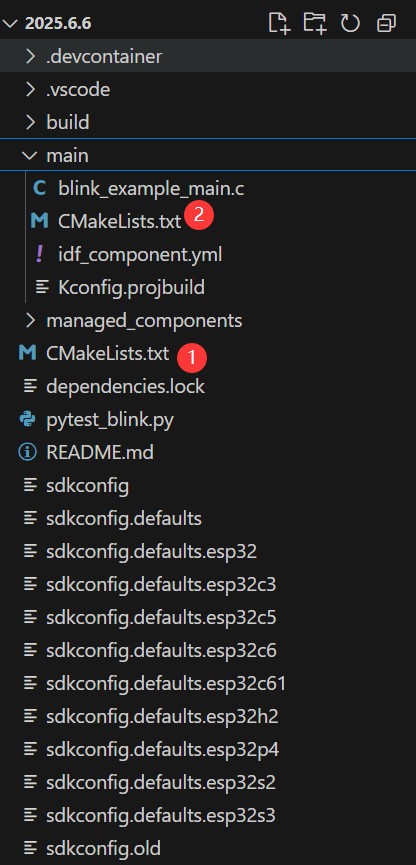 2025.6.6
.devcontainer
.vscode
build
main
C blink_example_main.c
M CMakeLists.txt 2
! idf_component.yml
Kconfig.projbuild
managed_components
M CMakeLists.txt 1
dependencies.lock
pytest_blink.py
README.md
sdkconfig
sdkconfig.defaults
sdkconfig.defaults.esp32
sdkconfig.defaults.esp32c3
sdkconfig.defaults.esp32c5
sdkconfig.defaults.esp32c6
sdkconfig.defaults.esp32c61
sdkconfig.defaults.esp32h2
sdkconfig.defaults.esp32p4
sdkconfig.defaults.esp32s2
sdkconfig.defaults.esp32s3
sdkconfig.old